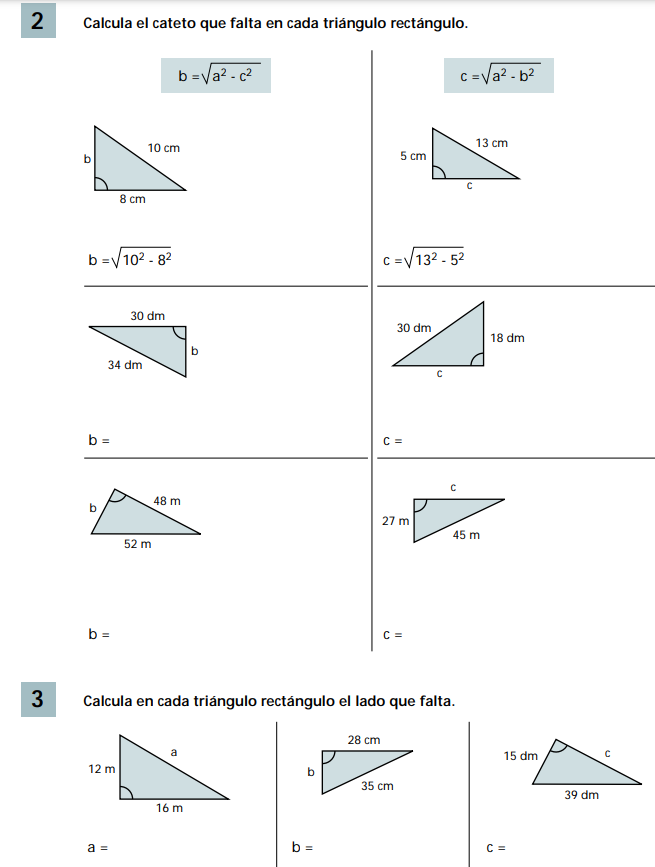 2 Calcula el cateto que falta en cada triángulo rectángulo.
b = √a² - c²
c = √a² - b²
b
10 cm
8 cm
b = √10² - 8²
5 cm
13 cm
c
c = √13² - 5²
30 dm
b
34 dm
b =
30 dm
18 dm
c
c =
b
48 m
52 m
b =
c
27 m
45 m
c =
3 Calcula en cada triángulo rectángulo el lado que falta.
a
12 m
16 m
a =
28 cm
b
35 cm
b =
15 dm
c
39 dm
c =